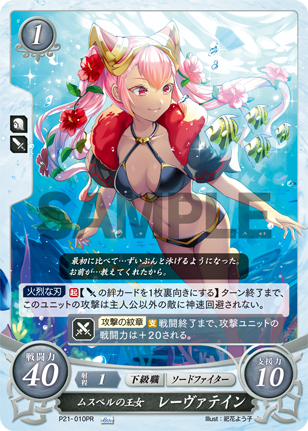 1
SAMPLE
最初に比べて…ずいぶんと泳げるようになった。
お前が…教えてくれたから。
火烈な刃 起 【の絆カードを1枚裏向きにする】ターン終了まで、
このユニットの攻撃は主人公以外の敵に神速回避されない。
攻撃の紋章 支 戦闘終了まで、攻撃ユニットの
戦闘力は+20される。
戦闘力 40
射程 1 下級職 ソードファイター
支援力 10
ムスペルの王女 レーヴァテイン
P21-010PR
Illust:祀花よう子